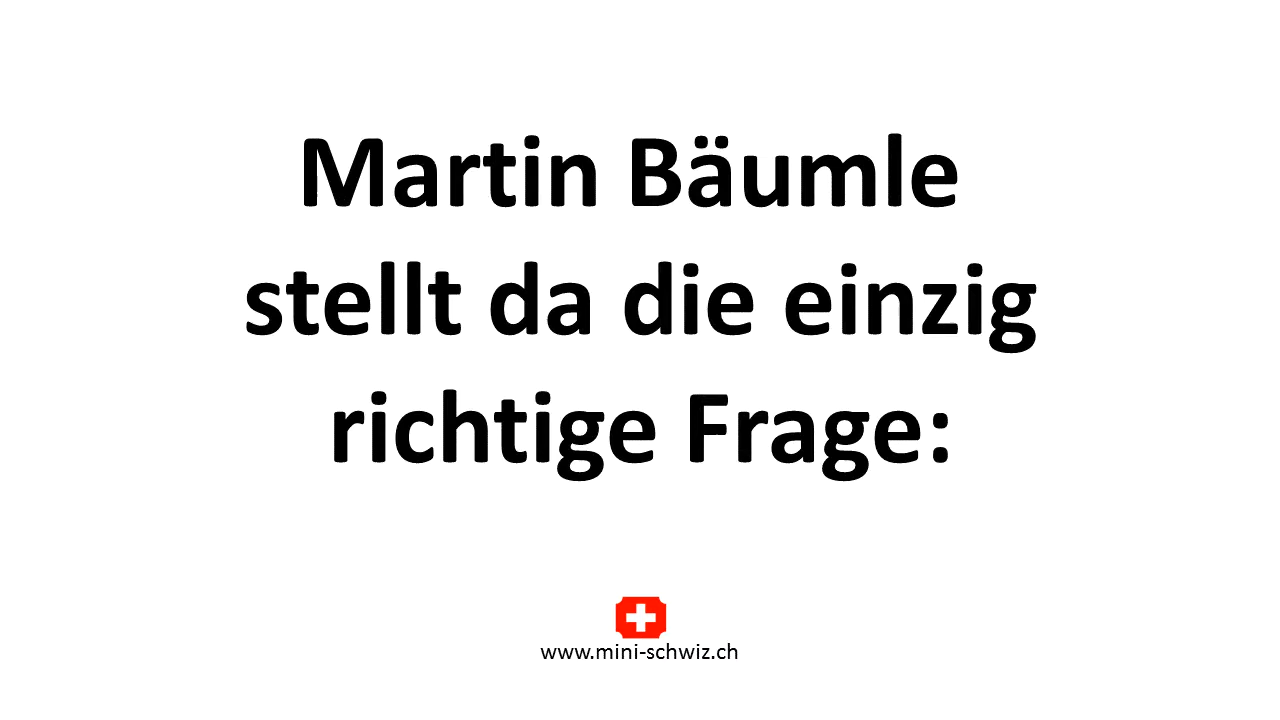 Martin Bäumle
stellt da die einzig
richtige Frage:
www.mini-schwiz.ch